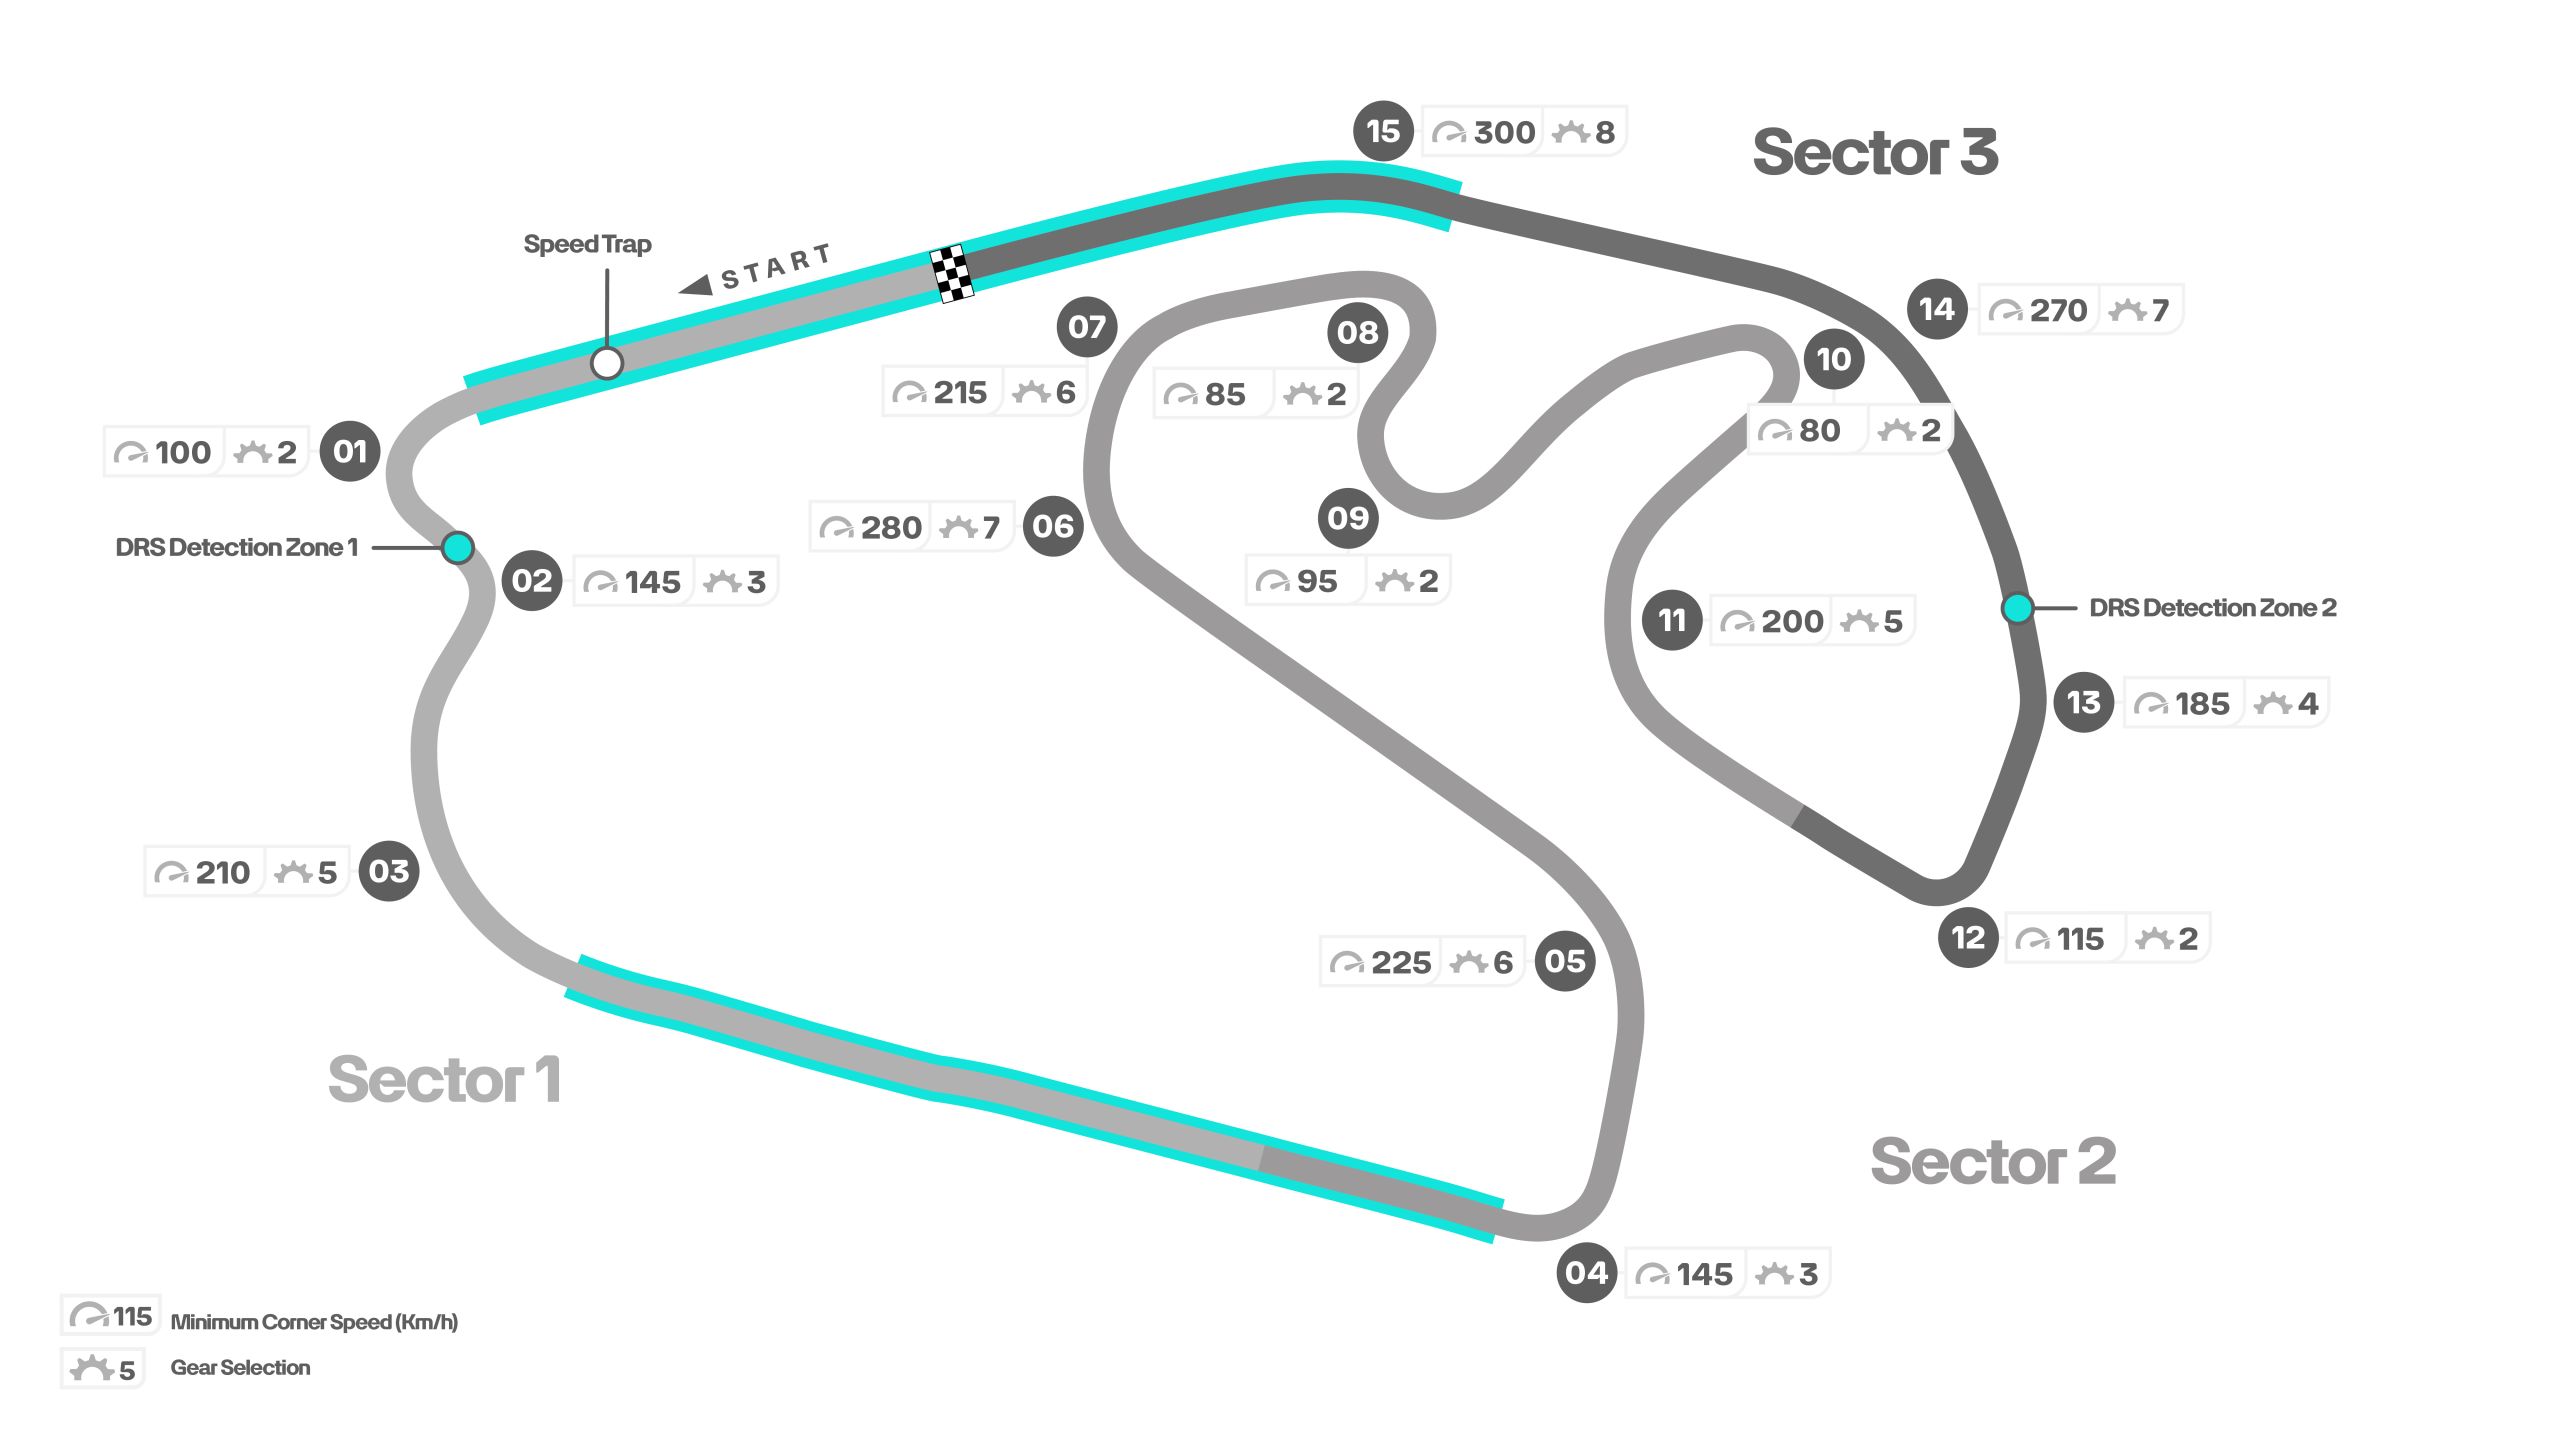 15 300 8
Sector 3
Speed Trap
START
14 270 7
07
215 6
08
85 2
10
80 2
100 2 01
280 7 06
09
95 2
DRS Detection Zone 1
02 145 3
11 200 5
DRS Detection Zone 2
13 185 4
210 5 03
12 115 2
225 6 05
Sector 1
Sector 2
04 145 3
115 Minimum Corner Speed (Km/h)
5 Gear Selection